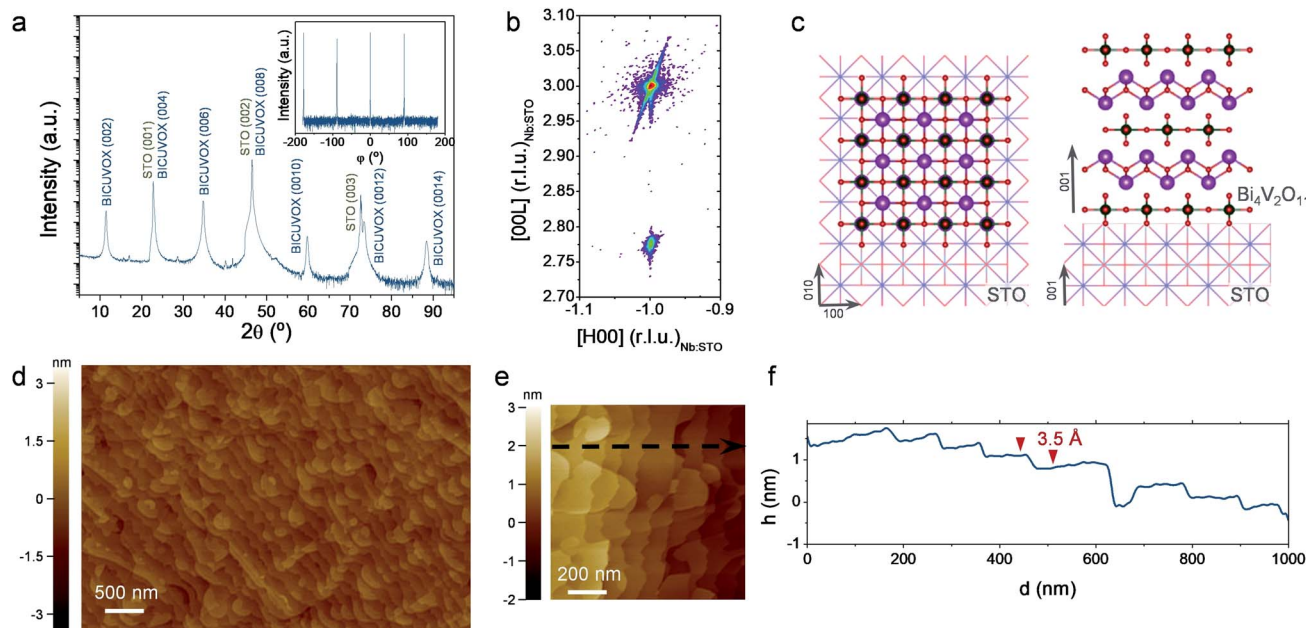 a
Intensity (a.u.)
BICUVOX (002)
STO (001)
BICUVOX (004)
BICUVOX (006)
STO (002)
BICUVOX (008)
BICUVOX (0010)
STO (003)
BICUVOX (0012)
BICUVOX (0014)
10 20 30 40 50 60 70 80 90
2θ (º)
Intensity (a.u.)
-200 -100 0 100 200
φ (º)
b
[00L] (r.l.u.)Nb:STO
3.10
3.05
3.00
2.95
2.90
2.85
2.80
2.75
2.70
-1.1 -1.0 -0.9
[H00] (r.l.u.)Nb:STO
c
010
100
STO
001
Bi4V2O1
001
STO
d
nm
3
1.5
0
-1.5
-3
500 nm
e
nm
3
2
1
0
-1
-2
200 nm
f
h (nm)
1
0
-1
3.5 Å
0 200 400 600 800 1000
d (nm)